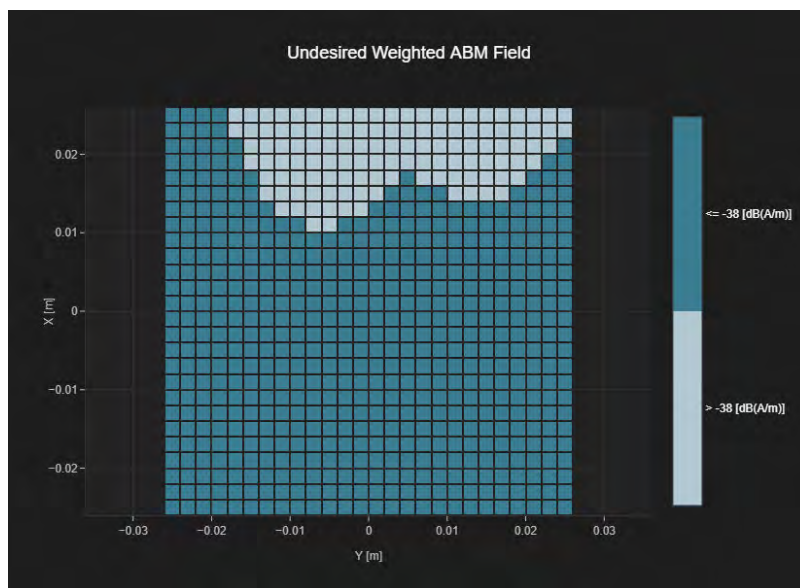 Undesired Weighted ABM Field
0.02
0.01
0
−0.01
−0.02
X [m]
−0.03
−0.02
−0.01
0
0.01
0.02
0.03
Y [m]
<= -38 [dB(A/m)]
> -38 [dB(A/m)]